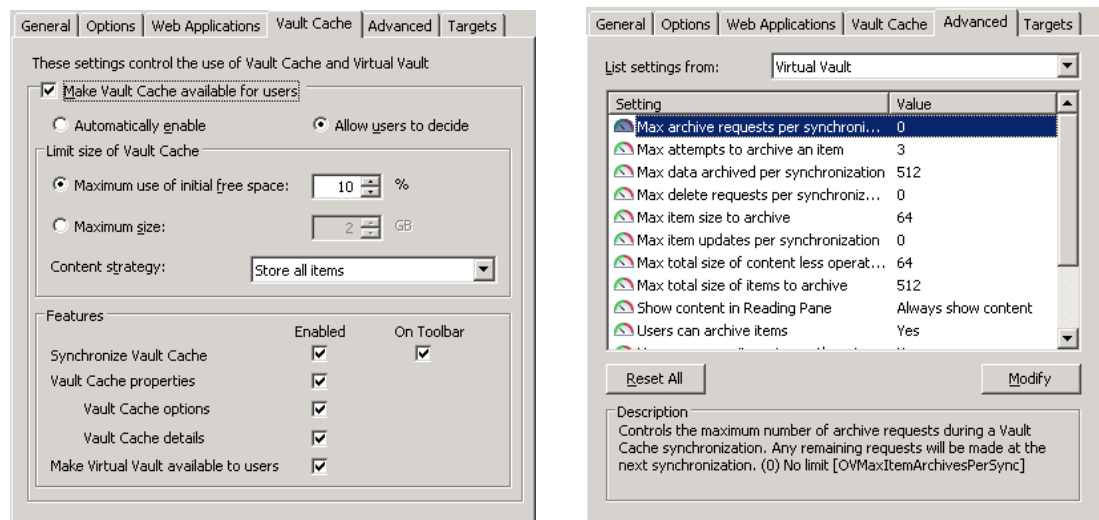 General Options Web Applications Vault Cache Advanced Targets
These settings control the use of Vault Cache and Virtual Vault
Make Vault Cache available for users
Automatically enable Allow users to decide
Limit size of Vault Cache
Maximum use of initial free space: 10 %
Maximum size: 2 GB
Content strategy: Store all items
Features
Enabled On Toolbar
Synchronize Vault Cache
Vault Cache properties
Vault Cache options
Vault Cache details
Make Virtual Vault available to users
General Options Web Applications Vault Cache Advanced Targets
List settings from: Virtual Vault
Setting Value
Max archive requests per synchroni... 0
Max attempts to archive an item 3
Max data archived per synchronization 512
Max delete requests per synchroniz... 0
Max item size to archive 64
Max item updates per synchronization 0
Max total size of content less operat... 64
Max total size of items to archive 512
Show content in Reading Pane Always show content
Users can archive items Yes
Reset All Modify
Description
Controls the maximum number of archive requests during a Vault
Cache synchronization. Any remaining requests will be made at the
next synchronization. (0) No limit [OVMaxItemArchivesPerSync]